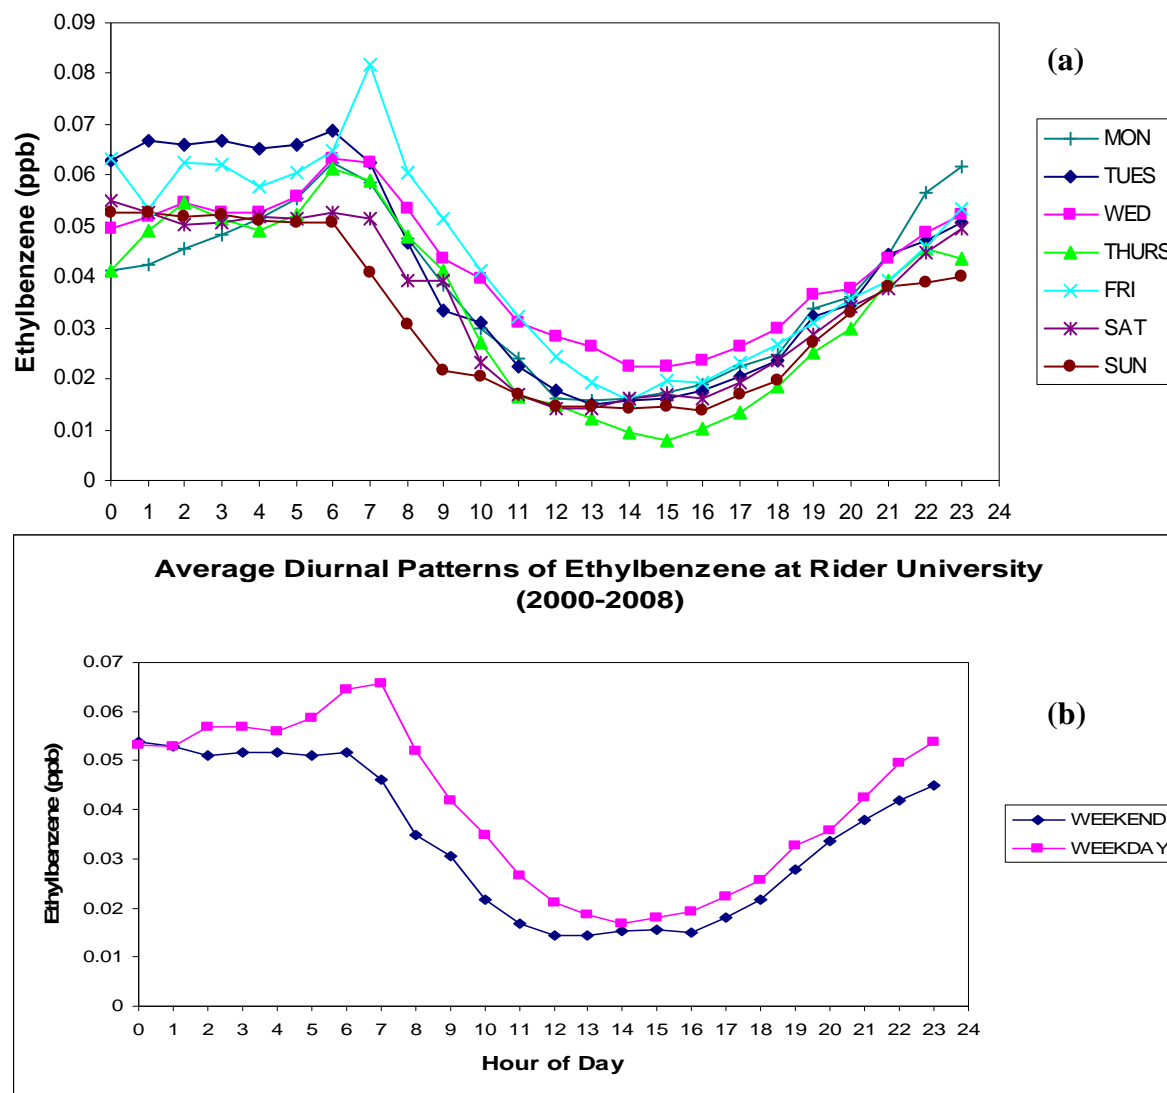 0.09
0.08
0.07
0.06
0.05
0.04
0.03
0.02
0.01
0
Ethylbenzene (ppb)
0 1 2 3 4 5 6 7 8 9 10 11 12 13 14 15 16 17 18 19 20 21 22 23 24
(a)
MON
TUES
WED
THURS
FRI
SAT
SUN
Average Diurnal Patterns of Ethylbenzene at Rider University
(2000-2008)
0.07
0.06
0.05
0.04
0.03
0.02
0.01
0
Ethylbenzene (ppb)
0 1 2 3 4 5 6 7 8 9 10 11 12 13 14 15 16 17 18 19 20 21 22 23 24
Hour of Day
(b)
WEEKEND
WEEKDAY